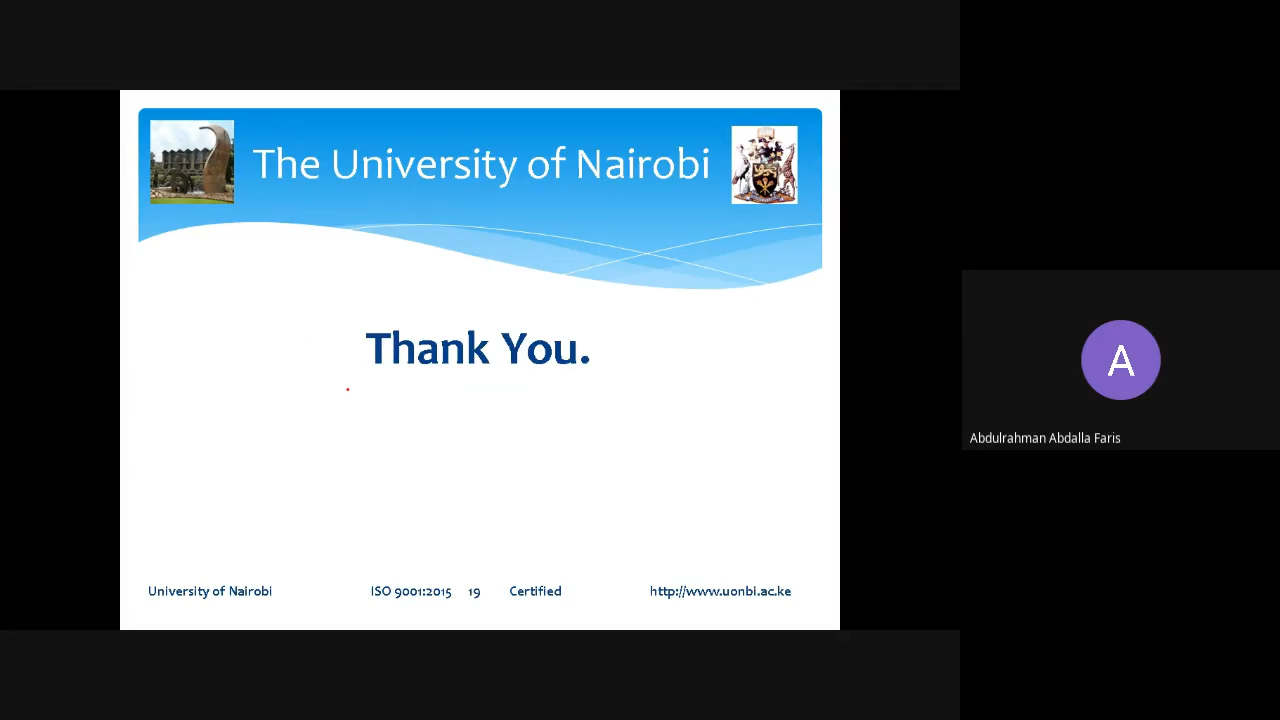 The University of Nairobi
Thank You.
University of Nairobi ISO 9001:2015 19 Certified http://www.uonbi.ac.ke
A
Abdulrahman Abdalla Faris